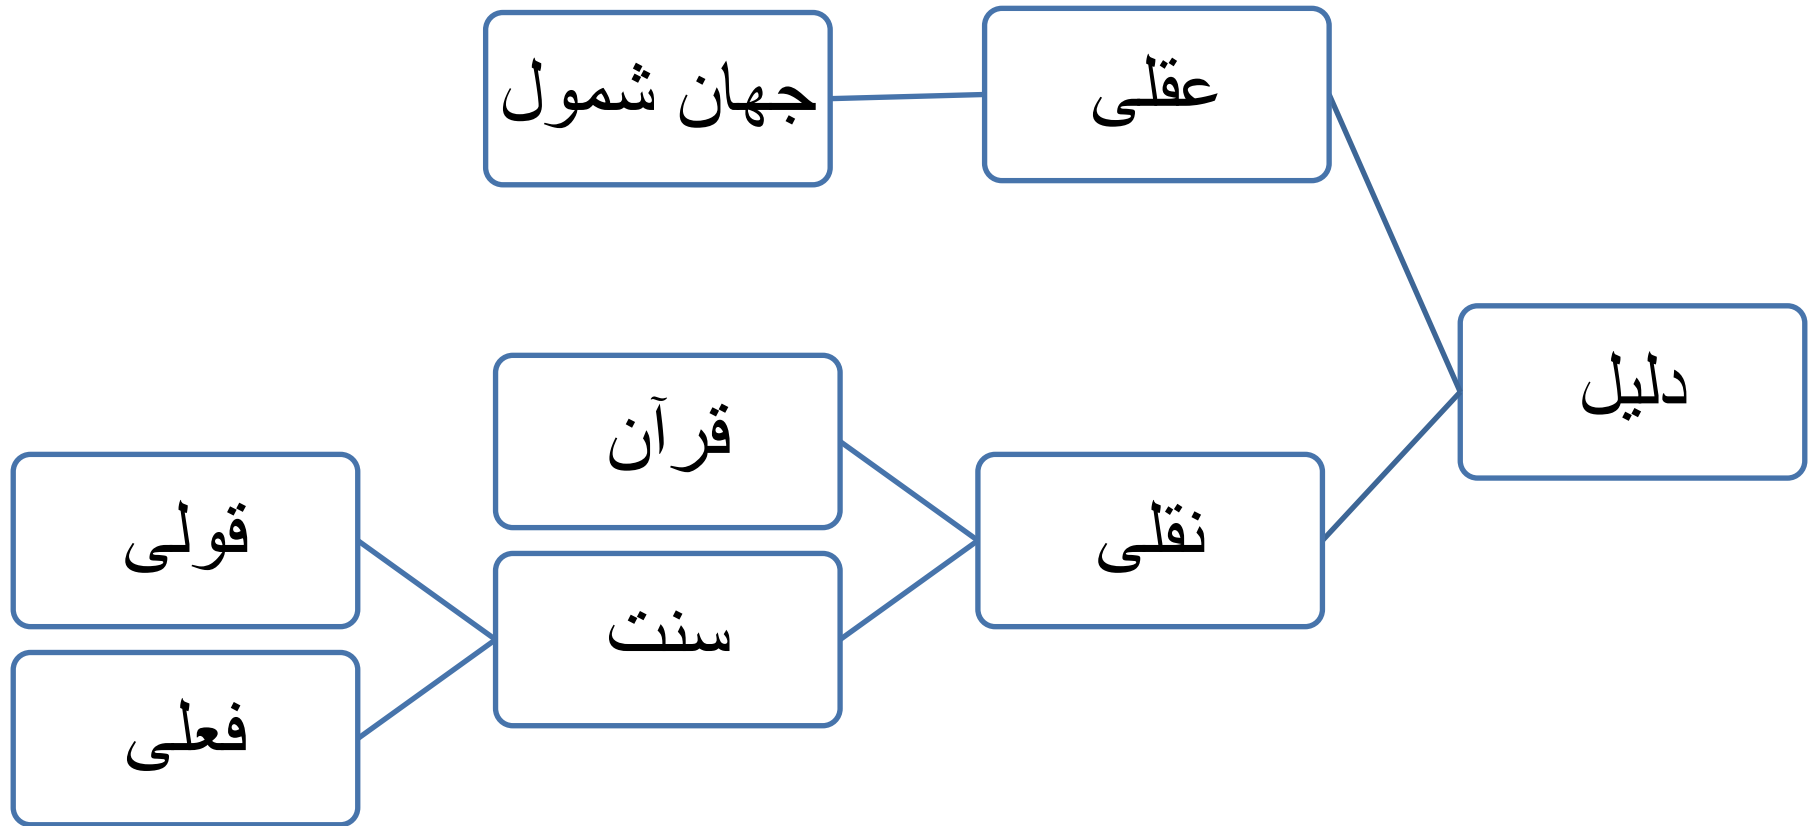 دلیل
عقلی
جهان شمول
نقلی
قرآن
سنت
قولی
فعلی